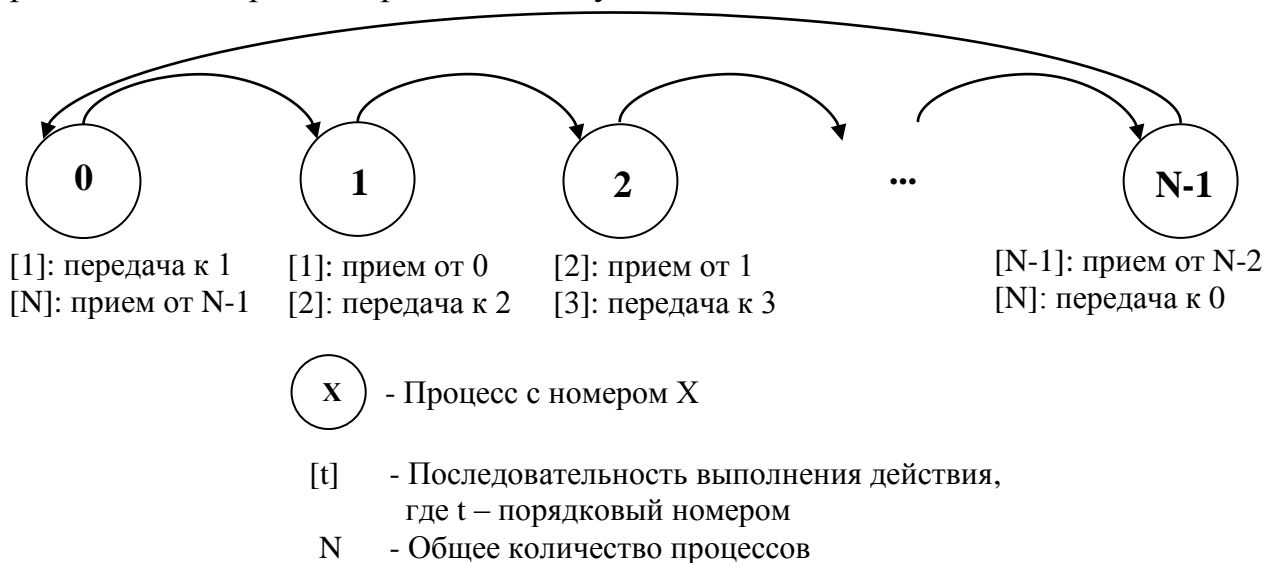 0 1 2 ... N-1
[1]: передача к 1 [1]: прием от 0 [2]: прием от 1 [N-1]: прием от N-2
[N]: прием от N-1 [2]: передача к 2 [3]: передача к 3 [N]: передача к 0
X - Процесс с номером X
[t] - Последовательность выполнения действия,
где t – порядковый номером
N - Общее количество процессов